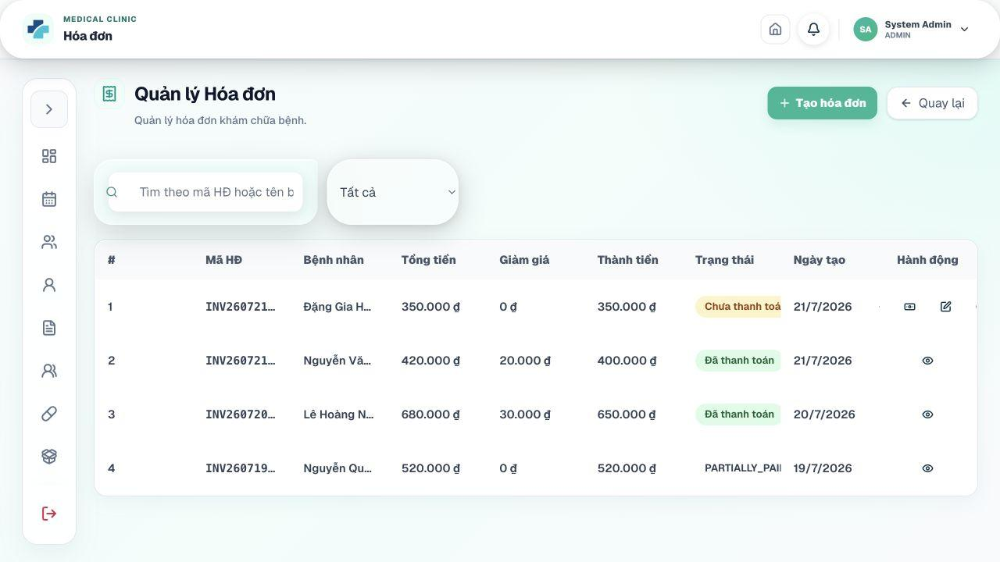 MEDICAL CLINIC
Hóa đơn
SA
System Admin
ADMIN
Quản lý Hóa đơn
Quản lý hóa đơn khám chữa bệnh.
+ Tạo hóa đơn
← Quay lại
Tìm theo mã HĐ hoặc tên b
Tất cả
# Mã HĐ Bệnh nhân Tổng tiền Giảm giá Thành tiền Trạng thái Ngày tạo Hành động
1 INV260721... Đặng Gia H... 350.000 ₫ 0 ₫ 350.000 ₫ Chưa thanh toá 21/7/2026
2 INV260721... Nguyễn Vă... 420.000 ₫ 20.000 ₫ 400.000 ₫ Đã thanh toán 21/7/2026
3 INV260720... Lê Hoàng N... 680.000 ₫ 30.000 ₫ 650.000 ₫ Đã thanh toán 20/7/2026
4 INV260719... Nguyễn Qu... 520.000 ₫ 0 ₫ 520.000 ₫ PARTIALLY_PAI 19/7/2026